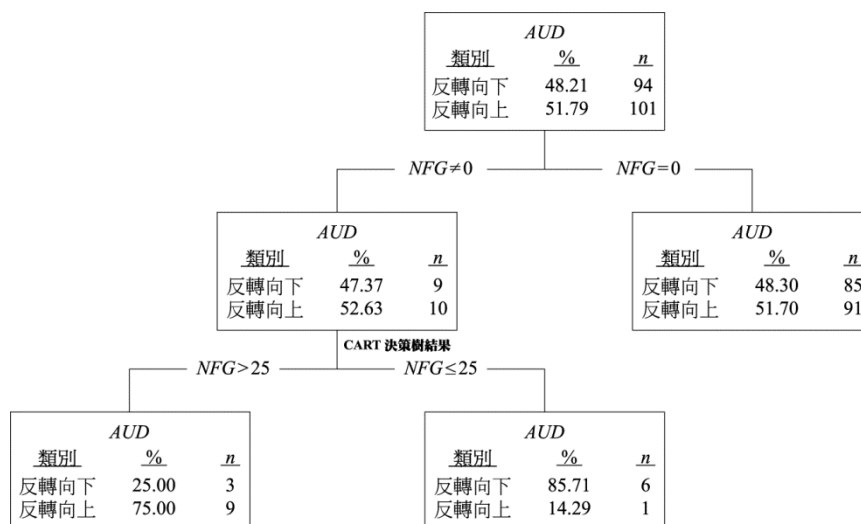 AUD
類別 % n
反轉向下 48.21 94
反轉向上 51.79 101
NFG≠0 NFG=0
AUD
類別 % n
反轉向下 47.37 9
反轉向上 52.63 10
AUD
類別 % n
反轉向下 48.30 85
反轉向上 51.70 91
CART 決策樹結果
NFG>25 NFG≤25
AUD
類別 % n
反轉向下 25.00 3
反轉向上 75.00 9
AUD
類別 % n
反轉向下 85.71 6
反轉向上 14.29 1